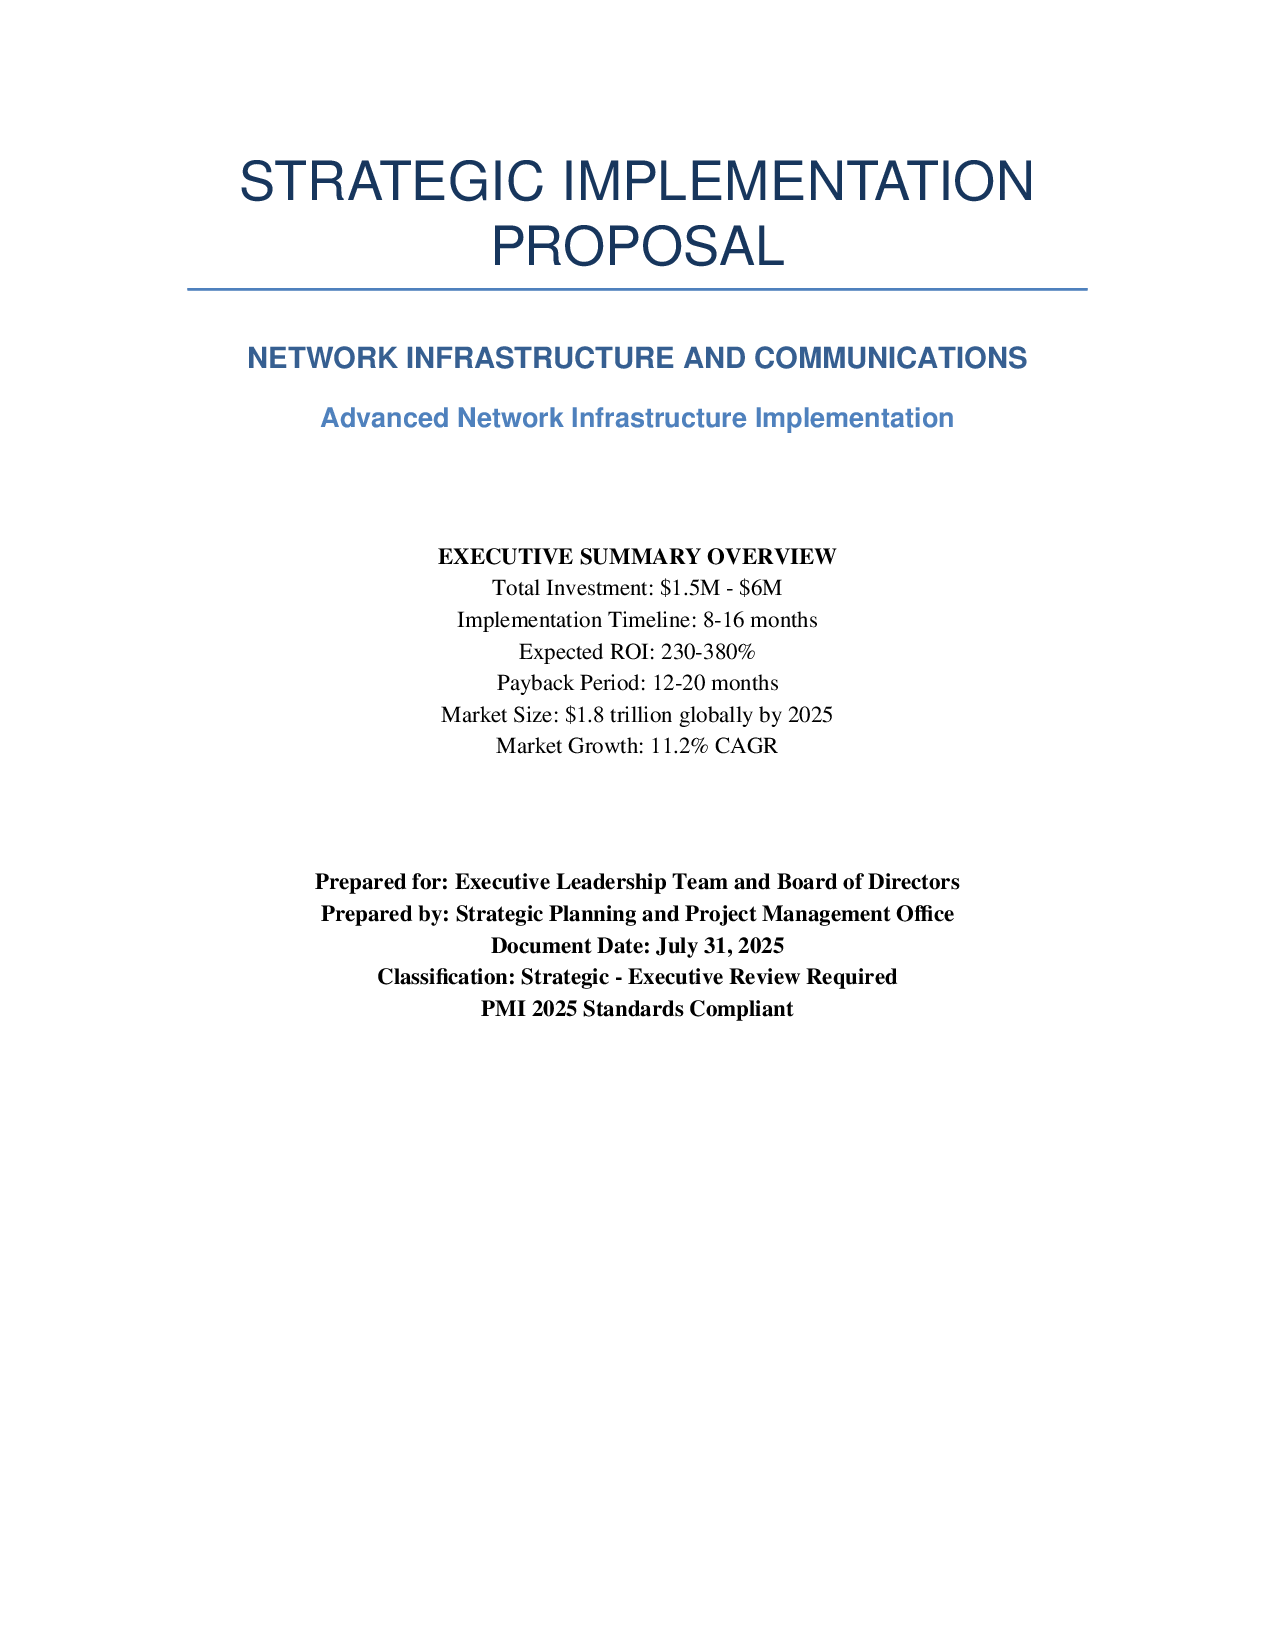 STRATEGIC IMPLEMENTATION
PROPOSAL
NETWORK INFRASTRUCTURE AND COMMUNICATIONS
Advanced Network Infrastructure Implementation
EXECUTIVE SUMMARY OVERVIEW
Total Investment: $1.5M - $6M
Implementation Timeline: 8-16 months
Expected ROI: 230-380%
Payback Period: 12-20 months
Market Size: $1.8 trillion globally by 2025
Market Growth: 11.2% CAGR
Prepared for: Executive Leadership Team and Board of Directors
Prepared by: Strategic Planning and Project Management Office
Document Date: July 31, 2025
Classification: Strategic - Executive Review Required
PMI 2025 Standards Compliant